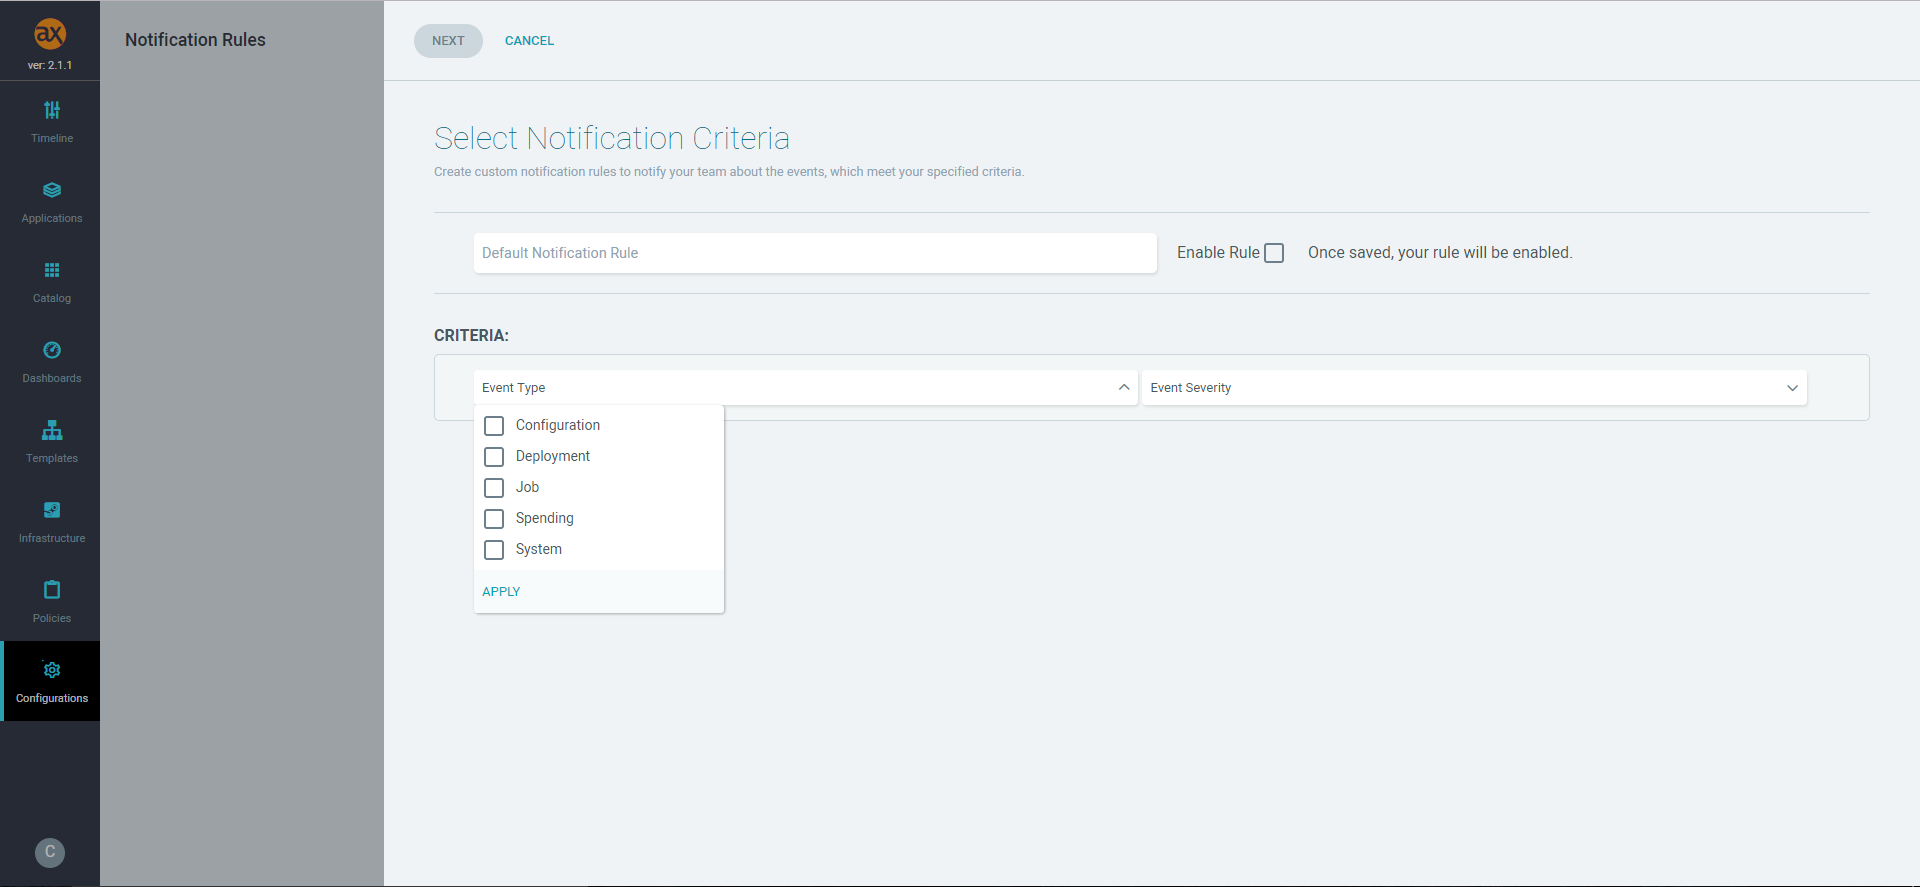 ax
ver: 2.1.1
Timeline
Applications
Catalog
Dashboards
Templates
Infrastructure
Policies
Configurations
C
Notification Rules
NEXT CANCEL
Select Notification Criteria
Create custom notification rules to notify your team about the events, which meet your specified criteria.
Default Notification Rule Enable Rule Once saved, your rule will be enabled.
CRITERIA:
Event Type Event Severity
Configuration
Deployment
Job
Spending
System
APPLY